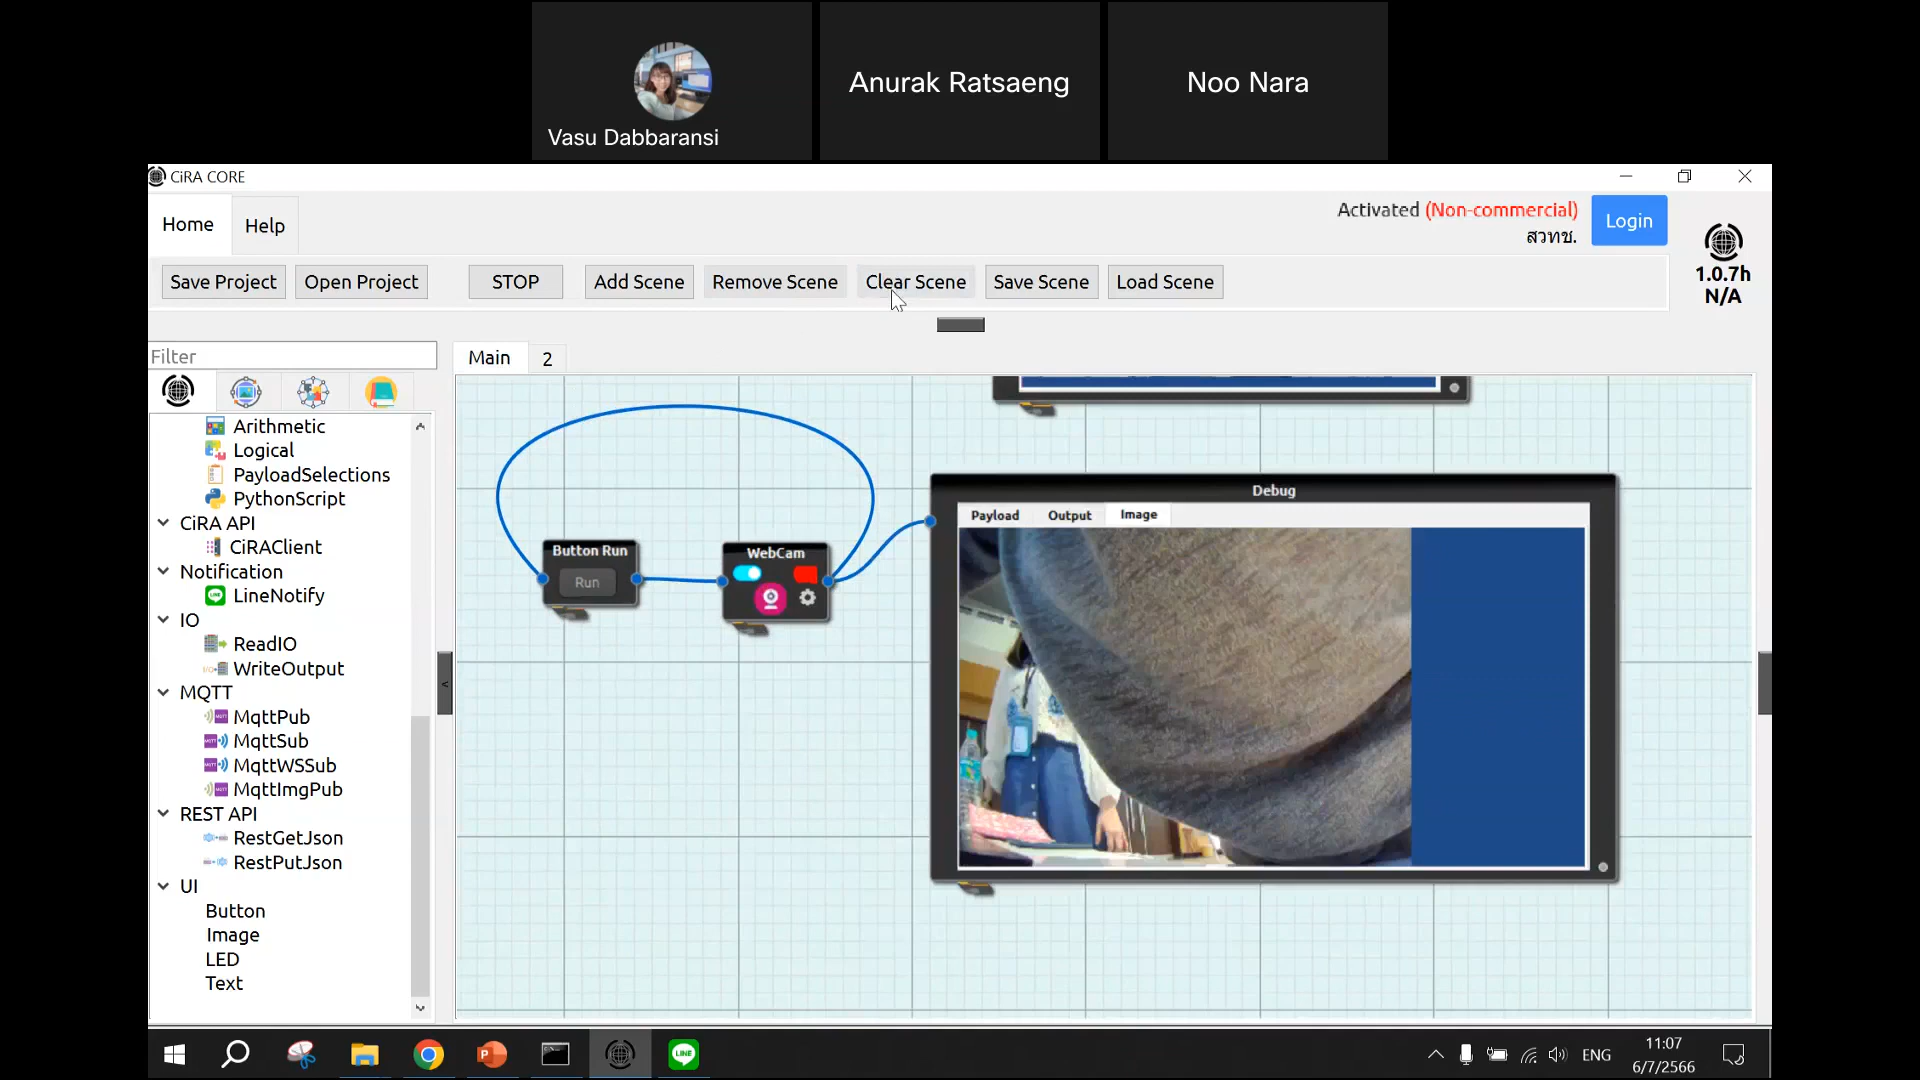 Vasu Dabbaransi
Anurak Ratsaeng
Noo Nara
CiRA CORE
Home
Help
Activated (Non-commercial)
สวทช.
Login
1.0.7h
N/A
Save Project
Open Project
STOP
Add Scene
Remove Scene
Clear Scene
Save Scene
Load Scene
Filter
Main
2
Arithmetic
Logical
PayloadSelections
PythonScript
CiRA API
CiRAClient
Notification
LineNotify
IO
ReadIO
WriteOutput
MQTT
MqttPub
MqttSub
MqttWSSub
MqttImgPub
REST API
RestGetJson
RestPutJson
UI
Button
Image
LED
Text
Button Run
Run
WebCam
Debug
Payload
Output
Image
ENG
11:07
6/7/2566